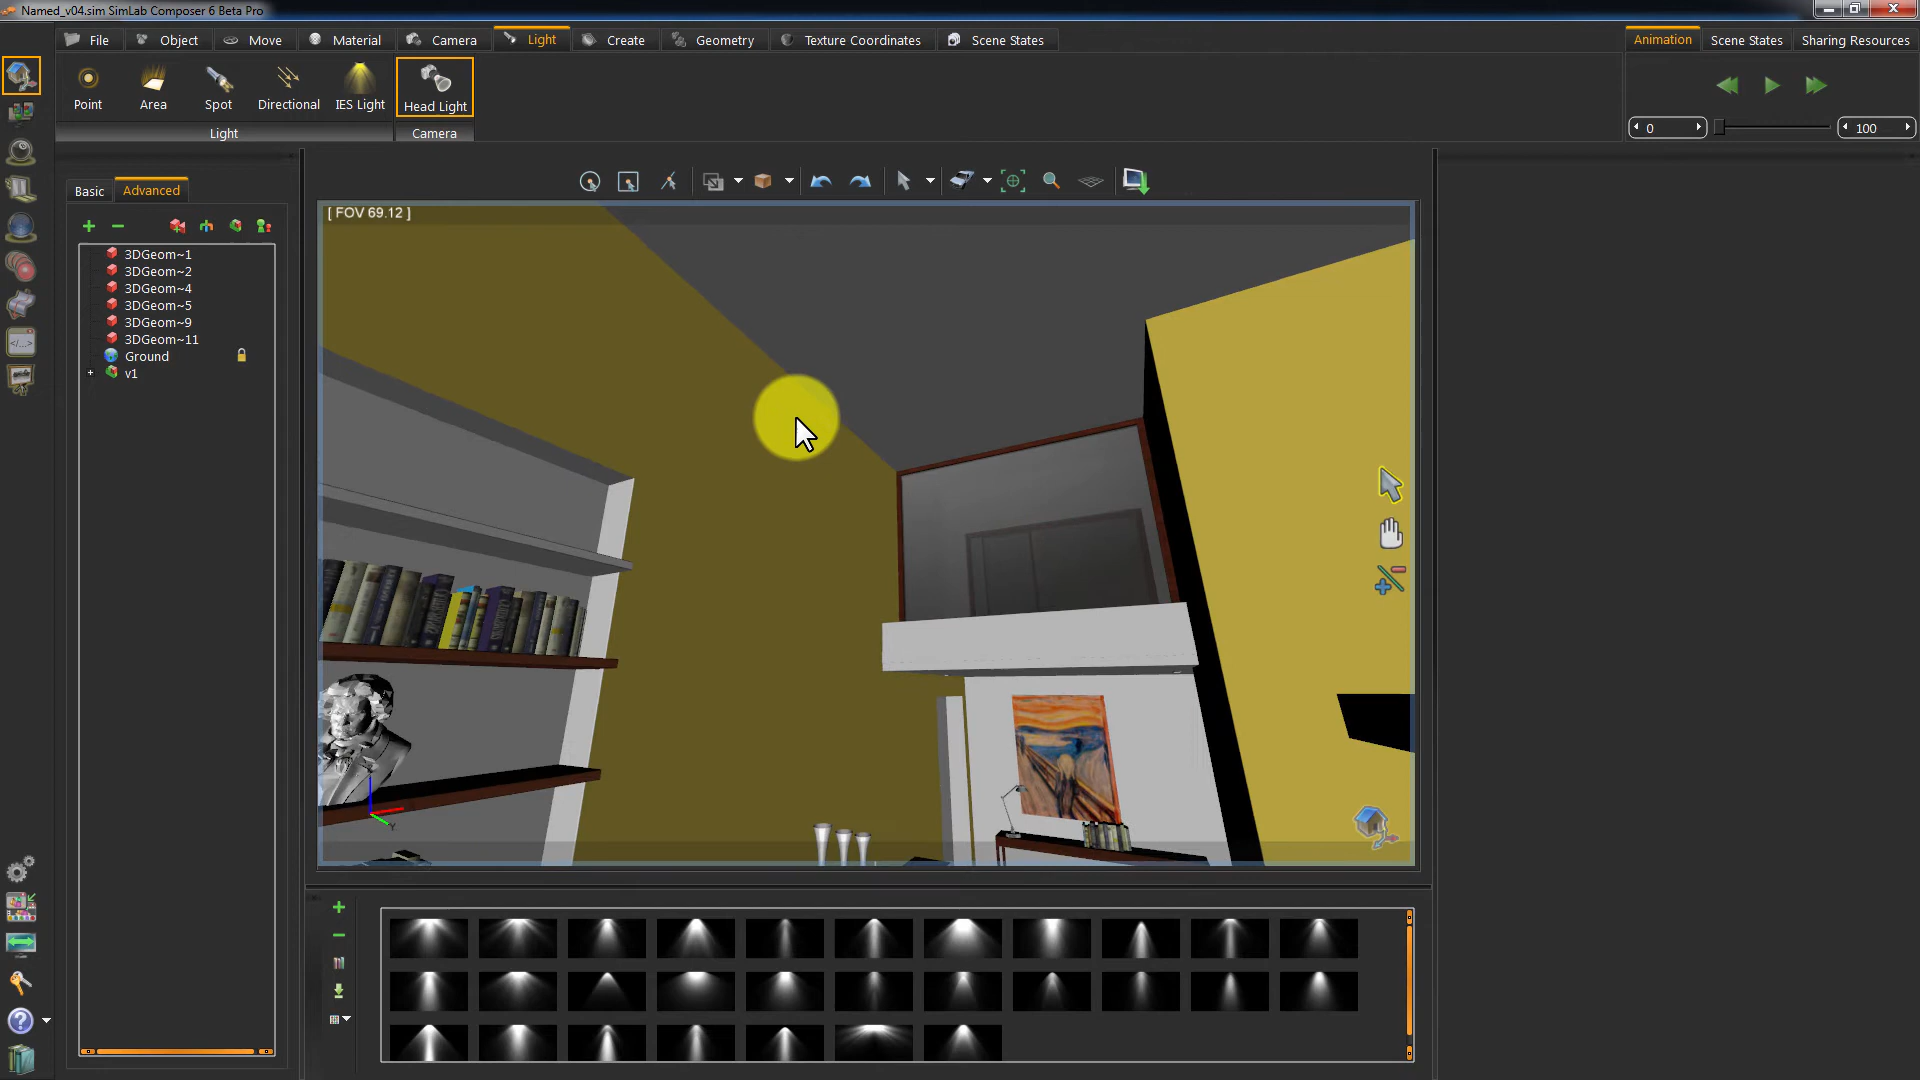 Named_v04.sim SimLab Composer 6 Beta Pro
File
Object
Move
Material
Camera
Light
Create
Geometry
Texture Coordinates
Scene States
Animation
Scene States
Sharing Resources
Point
Area
Spot
Directional
IES Light
Head Light
Light
Camera
0
100
Basic
Advanced
[ FOV 69.12 ]
3DGeom~1
3DGeom~2
3DGeom~4
3DGeom~5
3DGeom~9
3DGeom~11
Ground
v1
Y